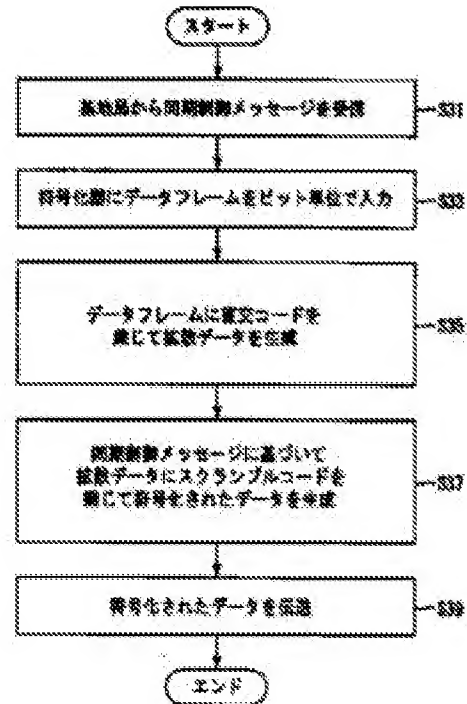 スタート
基地局から同期制御メッセージを受信
S31
符号化器にデータフレームをビット単位で入力
S33
データフレームに直交コードを
乗じて拡散データを生成
S35
同期制御メッセージに基づいて
拡散データにスクランブルコードを
乗じて符号化されたデータを生成
S37
符号化されたデータを伝送
S39
エンド